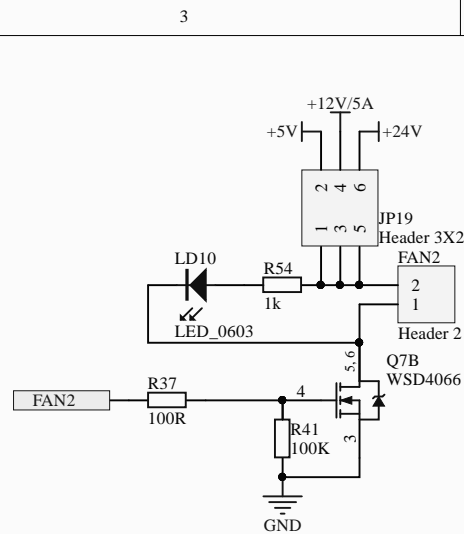 3
+12V/5A
+5V
+24V
2 4 6
1 3 5
JP19
Header 3X2
FAN2
LD10
R54
2
1k
1
LED_0603
Header 2
5, 6
Q7B
WSD4066
R37
4
FAN2
100R
R41
100K
3
GND